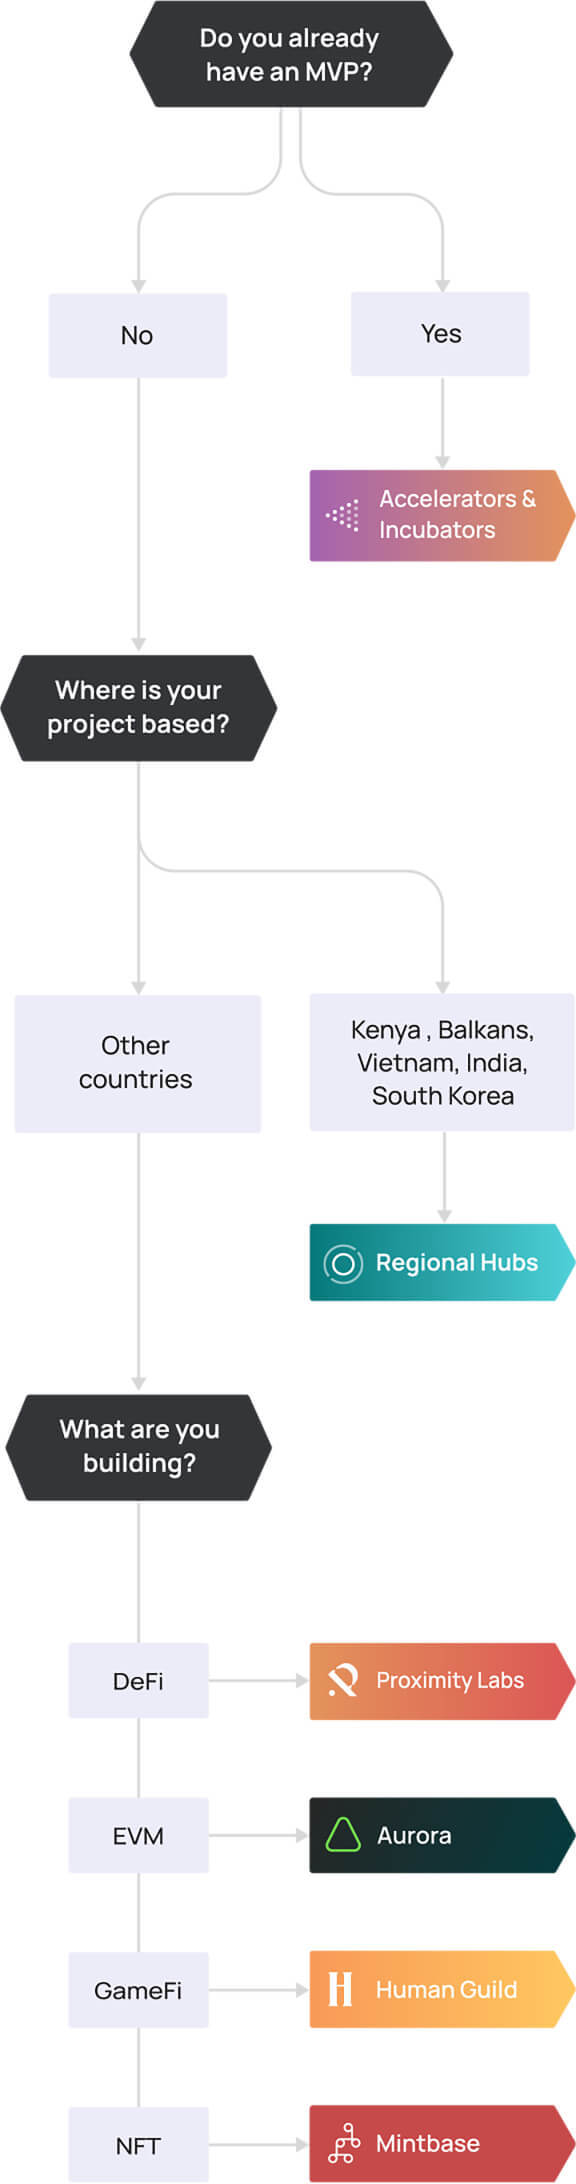 Do you already
have an MVP?
No
Yes
Accelerators &
Incubators
Where is your
project based?
Other
countries
Kenya , Balkans,
Vietnam, India,
South Korea
Regional Hubs
What are you
building?
DeFi
Proximity Labs
EVM
Aurora
GameFi
Human Guild
NFT
Mintbase